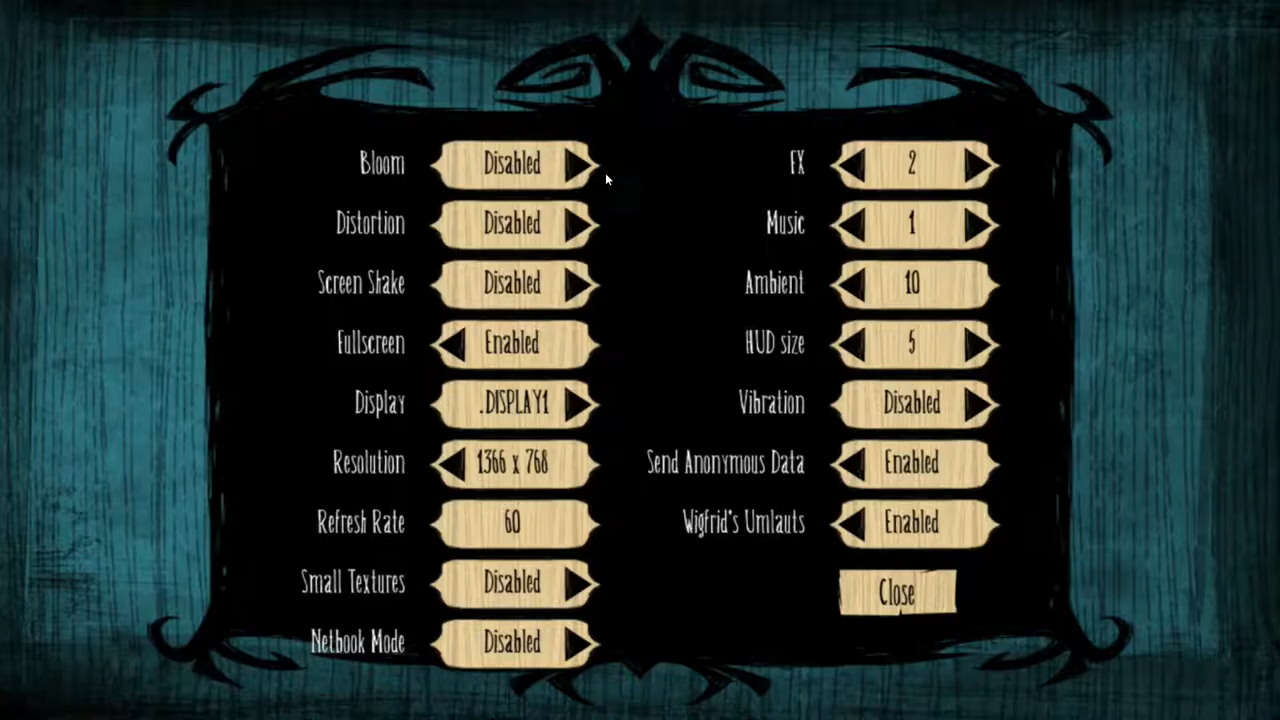 Bloom Disabled
Distortion Disabled
Screen Shake Disabled
Fullscreen Enabled
Display .DISPLAY1
Resolution 1366 x 768
Refresh Rate 60
Small Textures Disabled
Netbook Mode Disabled
FX 2
Music 1
Ambient 10
HUD size 5
Vibration Disabled
Send Anonymous Data Enabled
Wigfrid's Umlauts Enabled
Close